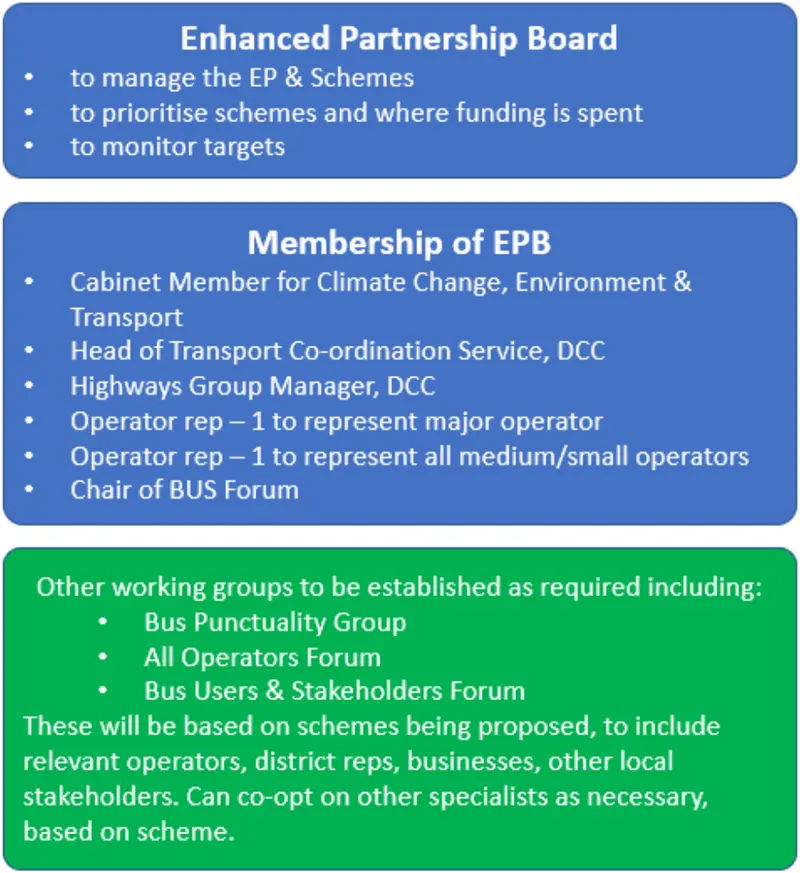 Enhanced Partnership Board
• to manage the EP & Schemes
• to prioritise schemes and where funding is spent
• to monitor targets
Membership of EPB
• Cabinet Member for Climate Change, Environment &
Transport
• Head of Transport Co-ordination Service, DCC
• Highways Group Manager, DCC
• Operator rep – 1 to represent major operator
• Operator rep – 1 to represent all medium/small operators
• Chair of BUS Forum
Other working groups to be established as required including:
• Bus Punctuality Group
• All Operators Forum
• Bus Users & Stakeholders Forum
These will be based on schemes being proposed, to include
relevant operators, district reps, businesses, other local
stakeholders. Can co-opt on other specialists as necessary,
based on scheme.